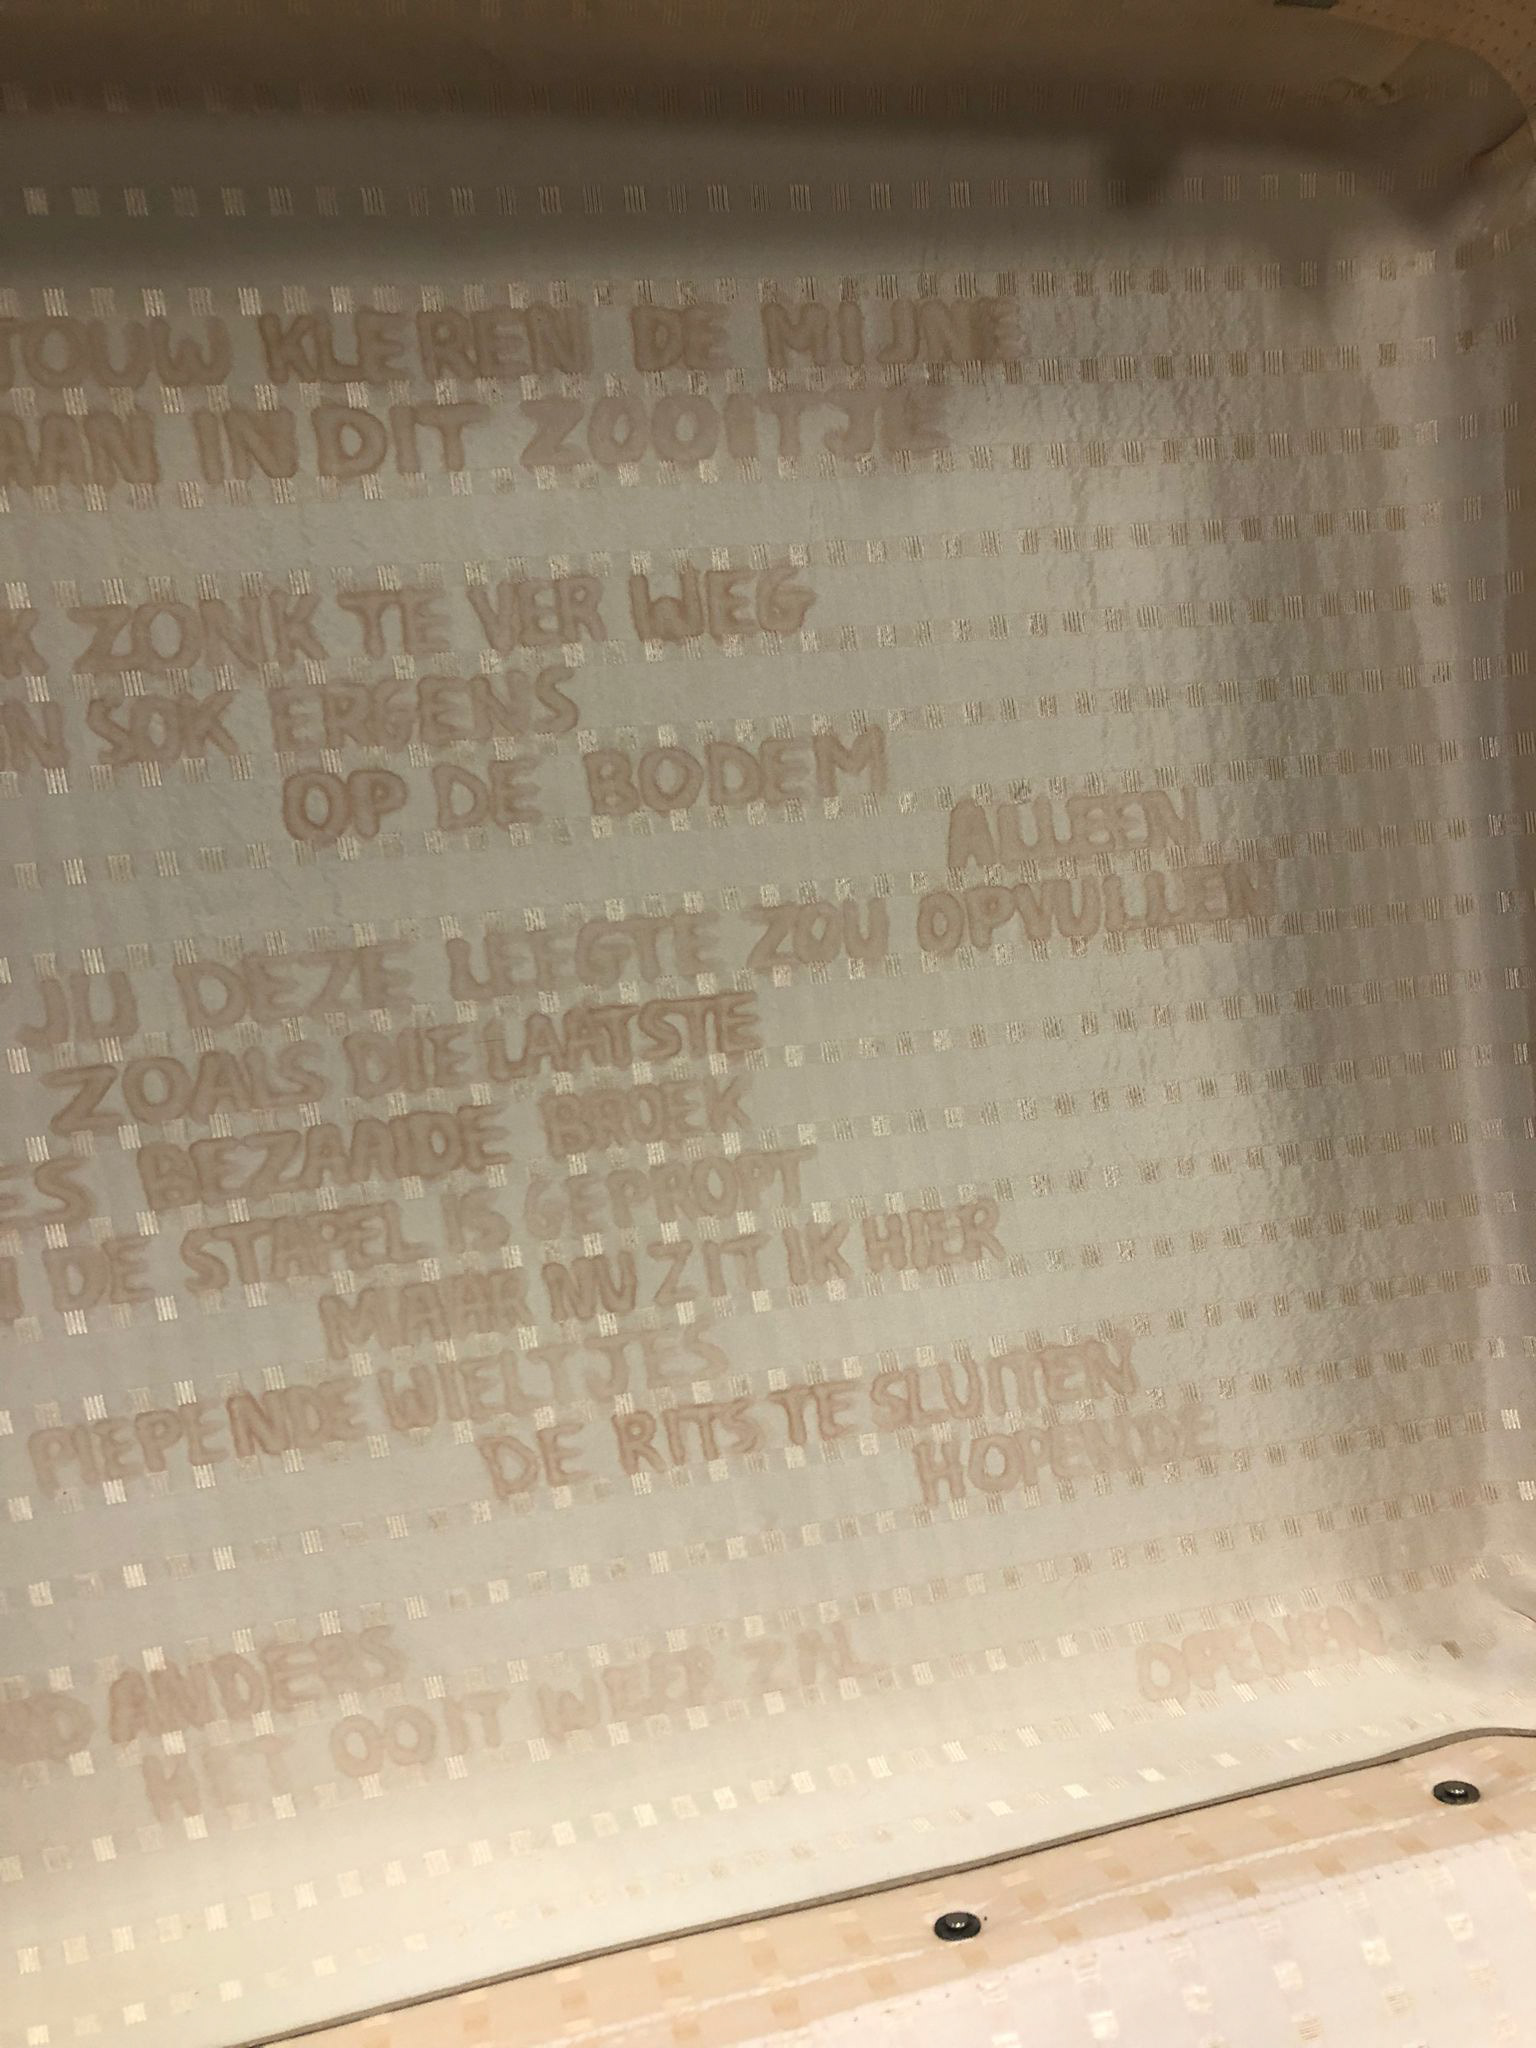 JOUW KLEREN DE MIJNE
AAN IN DIT ZOOITJE
ZONK TE VER WEG
SOK ERGENS
OP DE BODEM
ALLEEN
JIJ DEZE LEEGTE ZOU OPVULLEN
ZOALS DIE LAATSTE
BEZAAIDE BROEK
DE STAPEL IS GEPROPT
MAAR NU ZIT IK HIER
PIEPENDE WIELTJES
DE RITS TE SLUITEN
HOPENDE
ANDERS
HET OOIT WEER ZAL
OPENEN